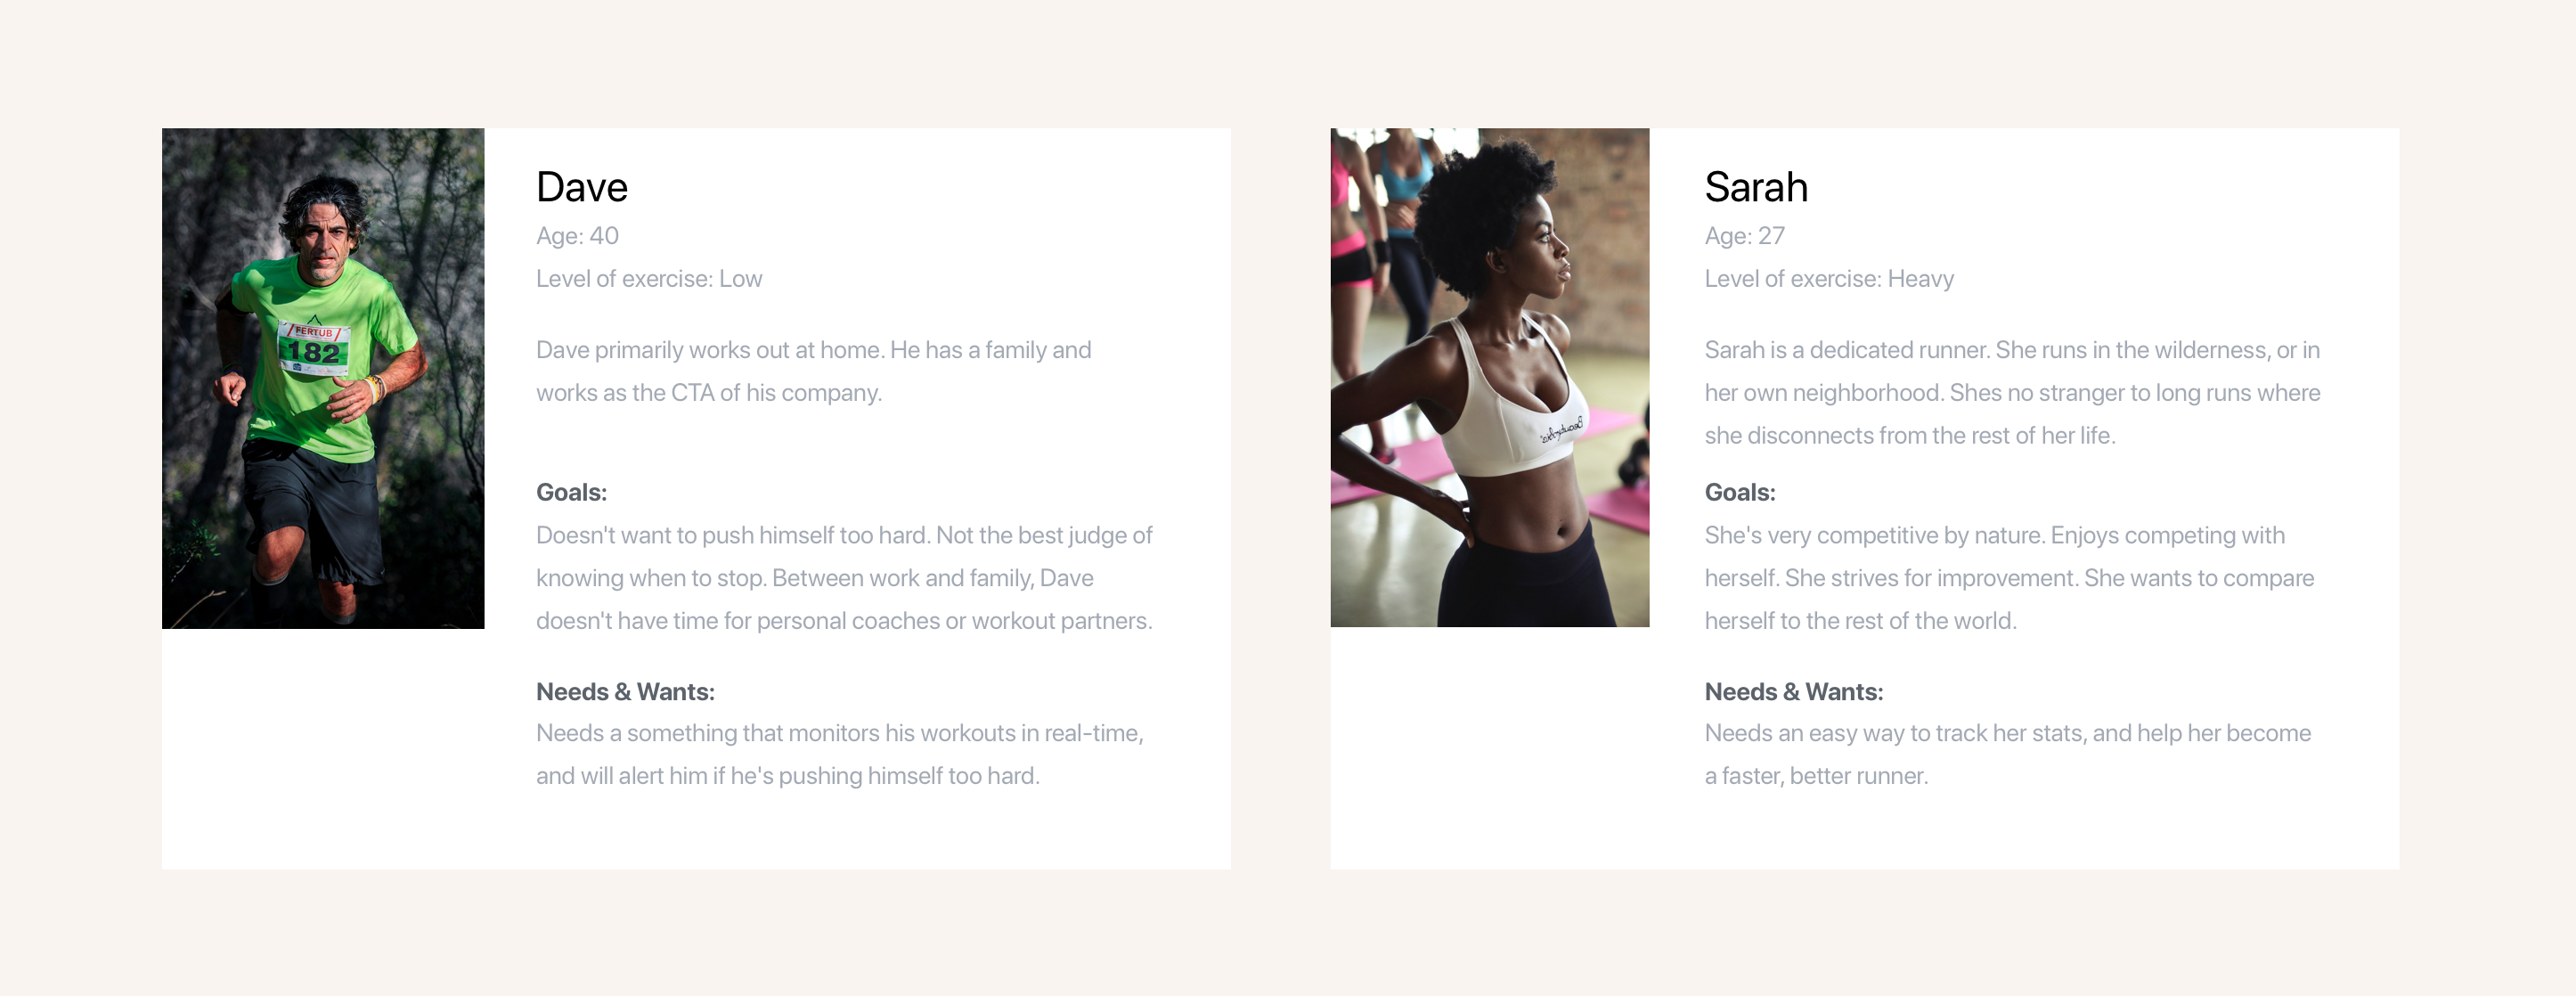 Dave
Age: 40
Level of exercise: Low
Dave primarily works out at home. He has a family and
works as the CTA of his company.
Goals:
Doesn't want to push himself too hard. Not the best judge of
knowing when to stop. Between work and family, Dave
doesn't have time for personal coaches or workout partners.
Needs & Wants:
Needs a something that monitors his workouts in real-time,
and will alert him if he's pushing himself too hard.
FERTUB
182
Sarah
Age: 27
Level of exercise: Heavy
Sarah is a dedicated runner. She runs in the wilderness, or in
her own neighborhood. Shes no stranger to long runs where
she disconnects from the rest of her life.
Goals:
She's very competitive by nature. Enjoys competing with
herself. She strives for improvement. She wants to compare
herself to the rest of the world.
Needs & Wants:
Needs an easy way to track her stats, and help her become
a faster, better runner.